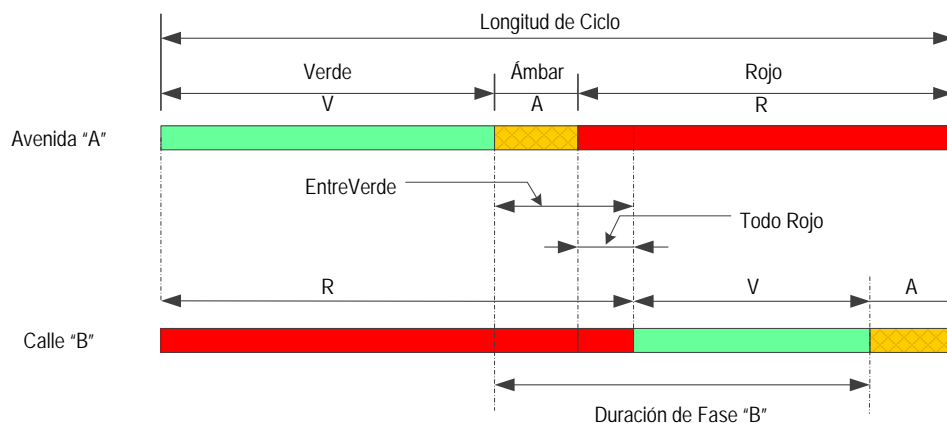 Longitud de Ciclo
Verde
Ámbar
Rojo
V
A
R
Avenida “A”
EntreVerde
Todo Rojo
R
V
A
Calle “B”
Duración de Fase “B”